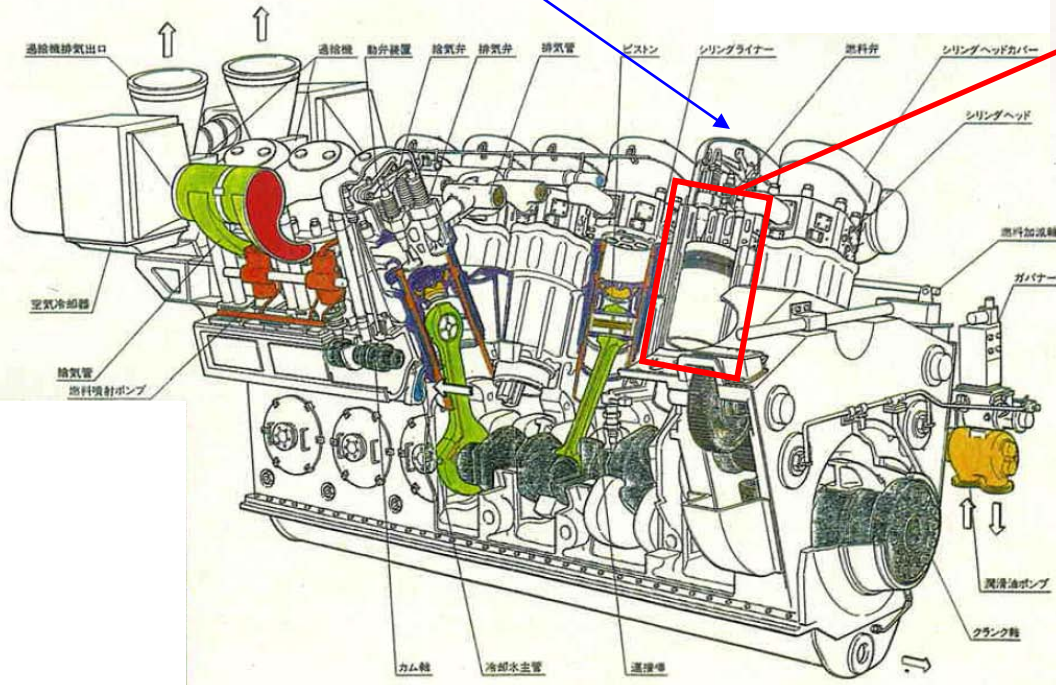 過給機排気出口
過給機
動弁装置
給気弁
排気弁
排気管
ピストン
シリンダライナー
燃料弁
シリンダヘッドカバー
シリンダヘッド
燃料加減軸
ガバナー
空気冷却器
給気管
燃料噴射ポンプ
潤滑油ポンプ
クランク軸
カム軸
冷却水主管
連接棒